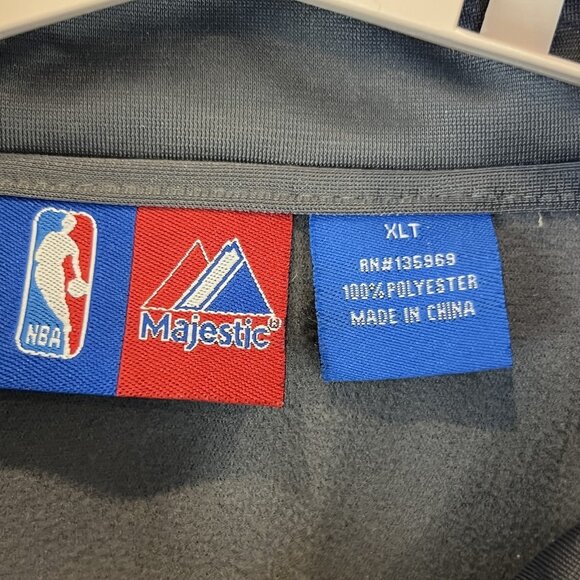 NBA
Majestic®
XLT
RN#135969
100% POLYESTER
MADE IN CHINA